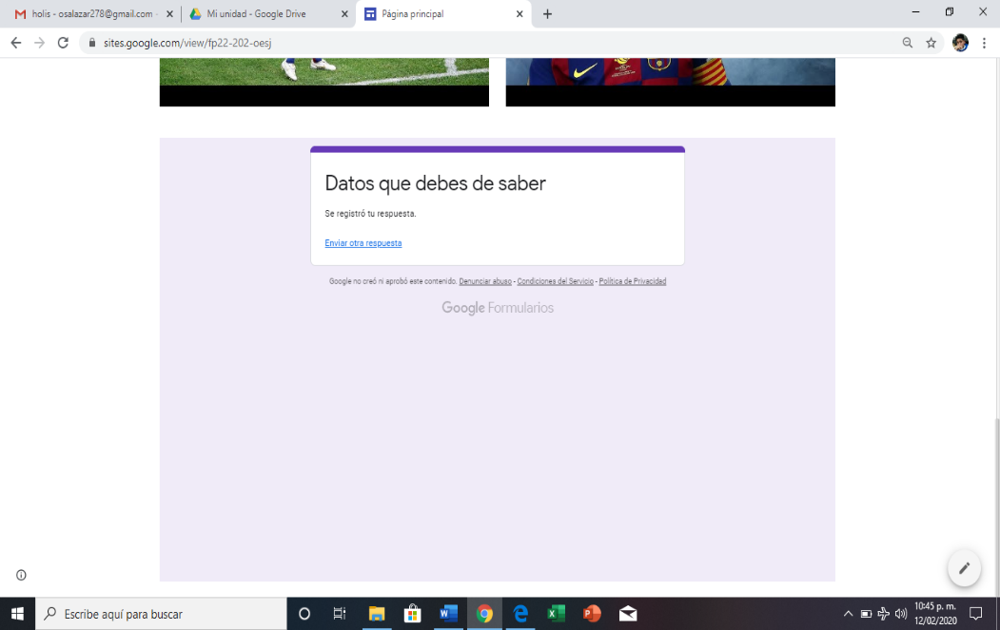 holis - osalazar278@gmail.com
Mi unidad - Google Drive
Página principal
sites.google.com/view/fp22-202-oesj
Datos que debes de saber
Se registró tu respuesta.
Enviar otra respuesta
Google no creó ni aprobó este contenido. Denunciar abuso - Condiciones del Servicio - Política de Privacidad
Google Formularios
Escribe aquí para buscar
10:45 p. m.
12/02/2020